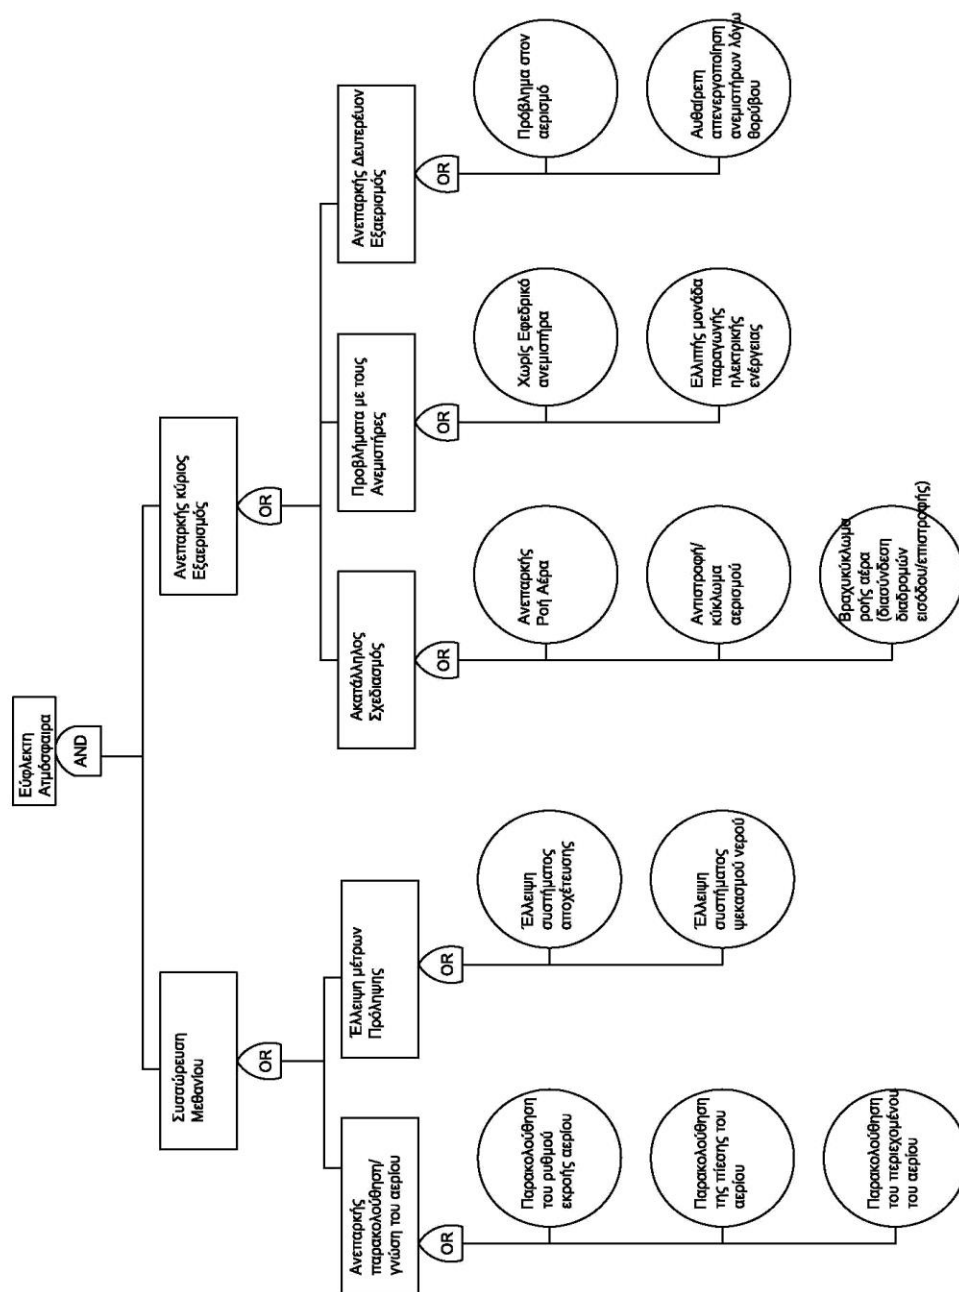 Εύφλεκτη
Ατμόσφαιρα
AND
Συσσώρευση
Μεθανίου
OR
Ανεπαρκής κύριος
Εξαερισμός
OR
Ανεπαρκής
παρακολούθηση/
γνώση του αερίου
OR
Έλλειψη μέτρων
Πρόληψης
OR
Ακατάλληλος
Σχεδιασμός
OR
Προβλήματα με τους
Ανεμιστήρες
OR
Ανεπαρκής Δευτερέυον
Εξαερισμός
OR
Παρακολούθηση
του ρυθμού
εκροής αερίου
Παρακολούθηση
της πίεσης του
αερίου
Παρακολούθηση
του περιεχομένου
του αερίου
Έλλειψη
συστήματος
αποχέτευσης
Έλλειψη
συστήματος
ψεκασμού νερού
Ανεπαρκής
Ροή Αέρα
Αντιστροφή/
κύκλωμα
αερισμού
Βραχυκύκλωμα
ροής αέρα
(διασύνδεση
διαδρομών
εισόδου/επιστροφής)
Χωρίς Εφεδρικό
ανεμιστήρα
Ελλιπής μονάδα
παραγωγής
ηλεκτρικής
ενέργειας
Πρόβλημα στον
αερισμό
Αυθαίρετη
απενεργοποίηση
ανεμιστήρων λόγω
θορύβου